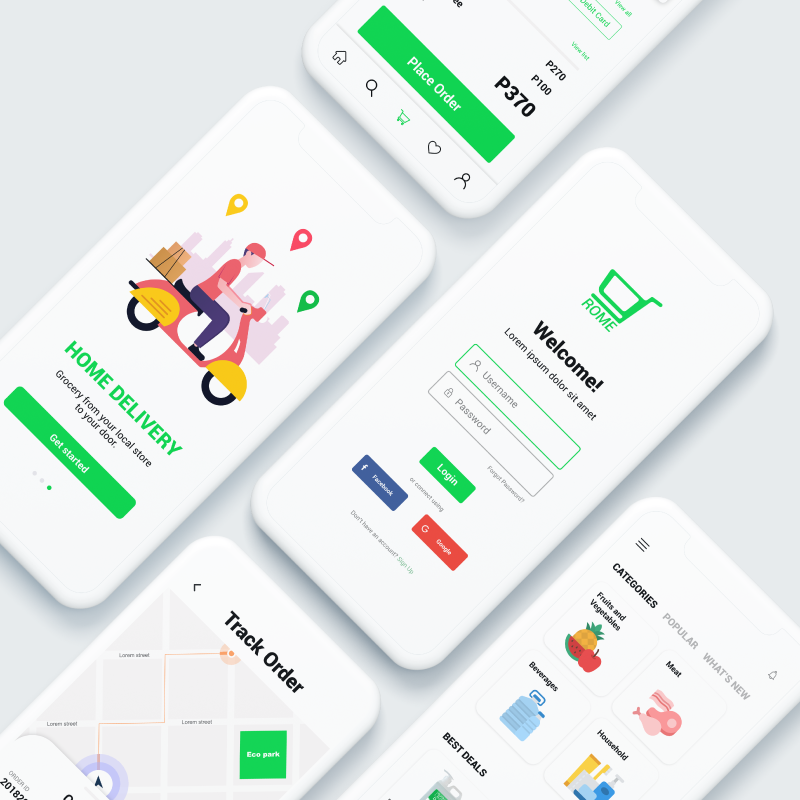 Debit Card
View all
View list
P270
P100
P370
Place Order
HOME DELIVERY
Grocery from your local store
to your door.
Get started
ROME
Welcome!
Lorem ipsum dolor sit amet
Username
Password
Forgot Password?
Login
or connect using
Facebook
Google
Don't have an account? Sign Up
Track Order
Lorem street
Lorem street
Lorem street
Eco park
ORDER ID
CATEGORIES
POPULAR
WHAT'S NEW
Fruits and
Vegetables
Meat
Beverages
Household
BEST DEALS